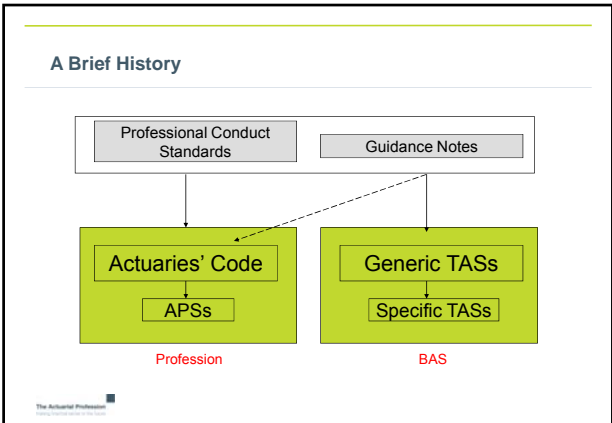 A Brief History
Professional Conduct
Standards
Guidance Notes
Actuaries' Code
Generic TASs
APSs
Specific TASs
Profession
BAS
The Actuarial Profession